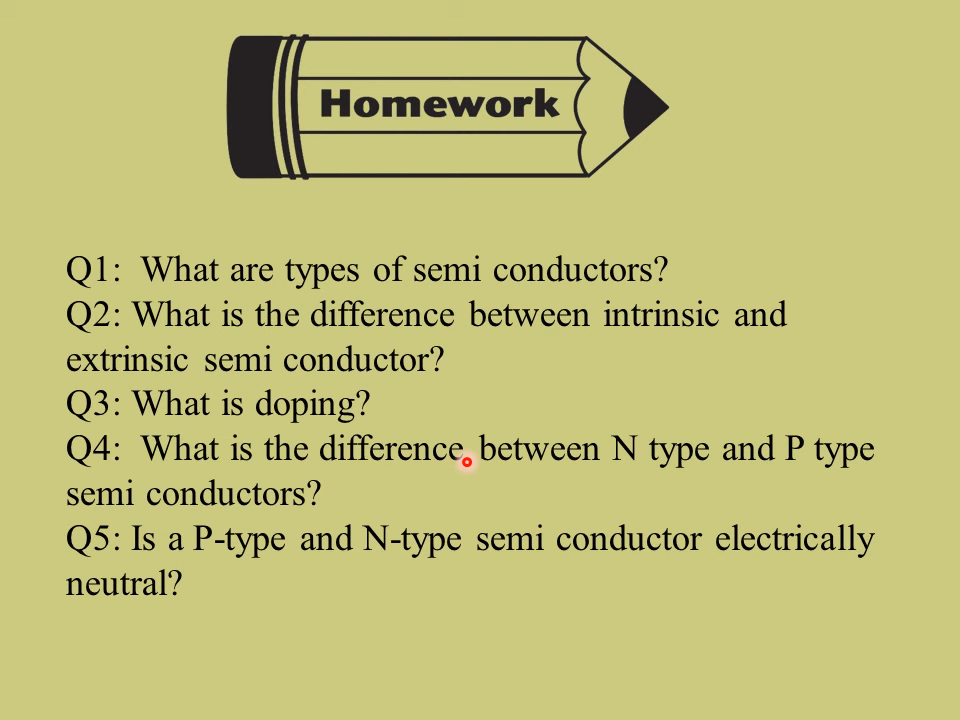 Homework
Q1:  What are types of semi conductors?
Q2: What is the difference between intrinsic and
extrinsic semi conductor?
Q3: What is doping?
Q4:  What is the difference between N type and P type
semi conductors?
Q5: Is a P-type and N-type semi conductor electrically
neutral?